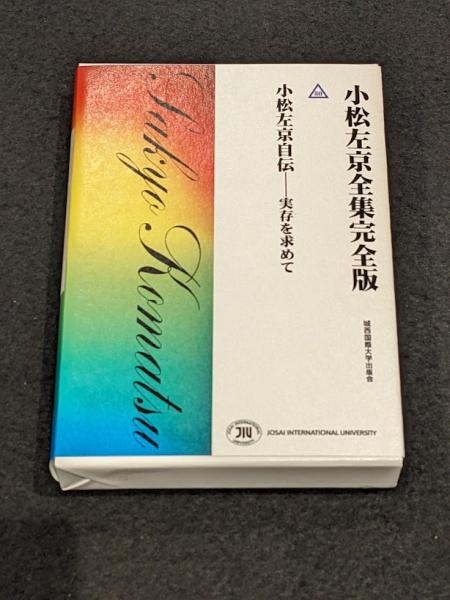 小松左京全集完全版
50
小松左京自伝――実存を求めて
城西国際大学出版会
Sakyo Komatsu
JIU
JOSAI INTERNATIONAL UNIVERSITY